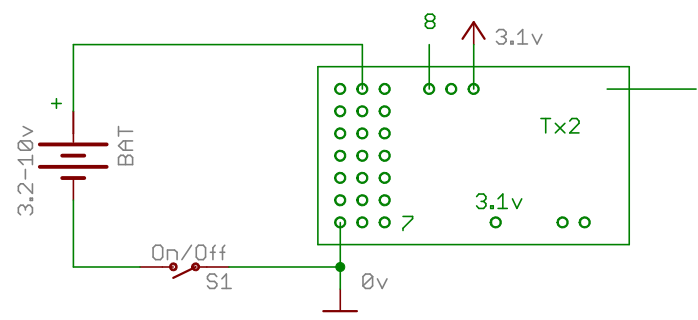 8
3.1v
+
Tx2
3.2-10v
BAT
3.1v
7
On/Off
S1
0v